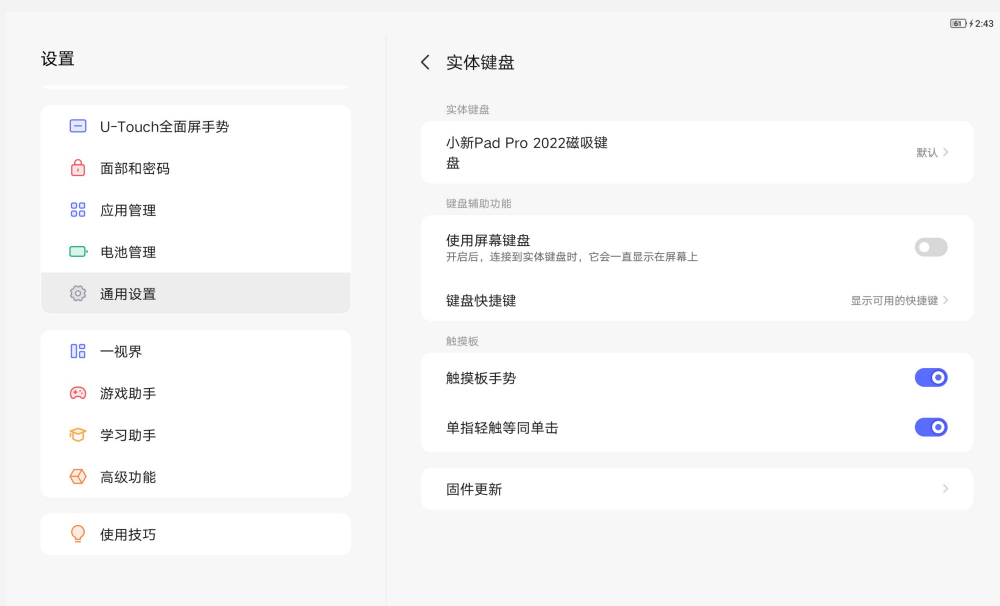 61 2:43
设置
U-Touch全面屏手势
面部和密码
应用管理
电池管理
通用设置
一视界
游戏助手
学习助手
高级功能
使用技巧
实体键盘
实体键盘
小新Pad Pro 2022磁吸键
盘
默认
键盘辅助功能
使用屏幕键盘
开启后，连接到实体键盘时，它会一直显示在屏幕上
键盘快捷键
显示可用的快捷键
触摸板
触摸板手势
单指轻触等同单击
固件更新